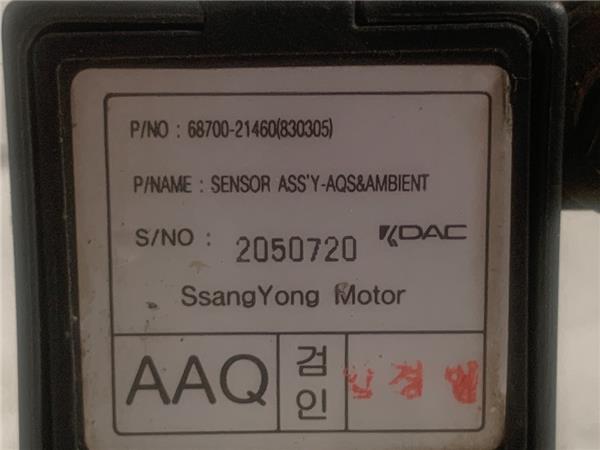 P/NO : 68700-21460(830305)
P/NAME : SENSOR ASS'Y-AQS&AMBIENT
S/NO : 2050720 KDAC
SsangYong Motor
AAQ 검인